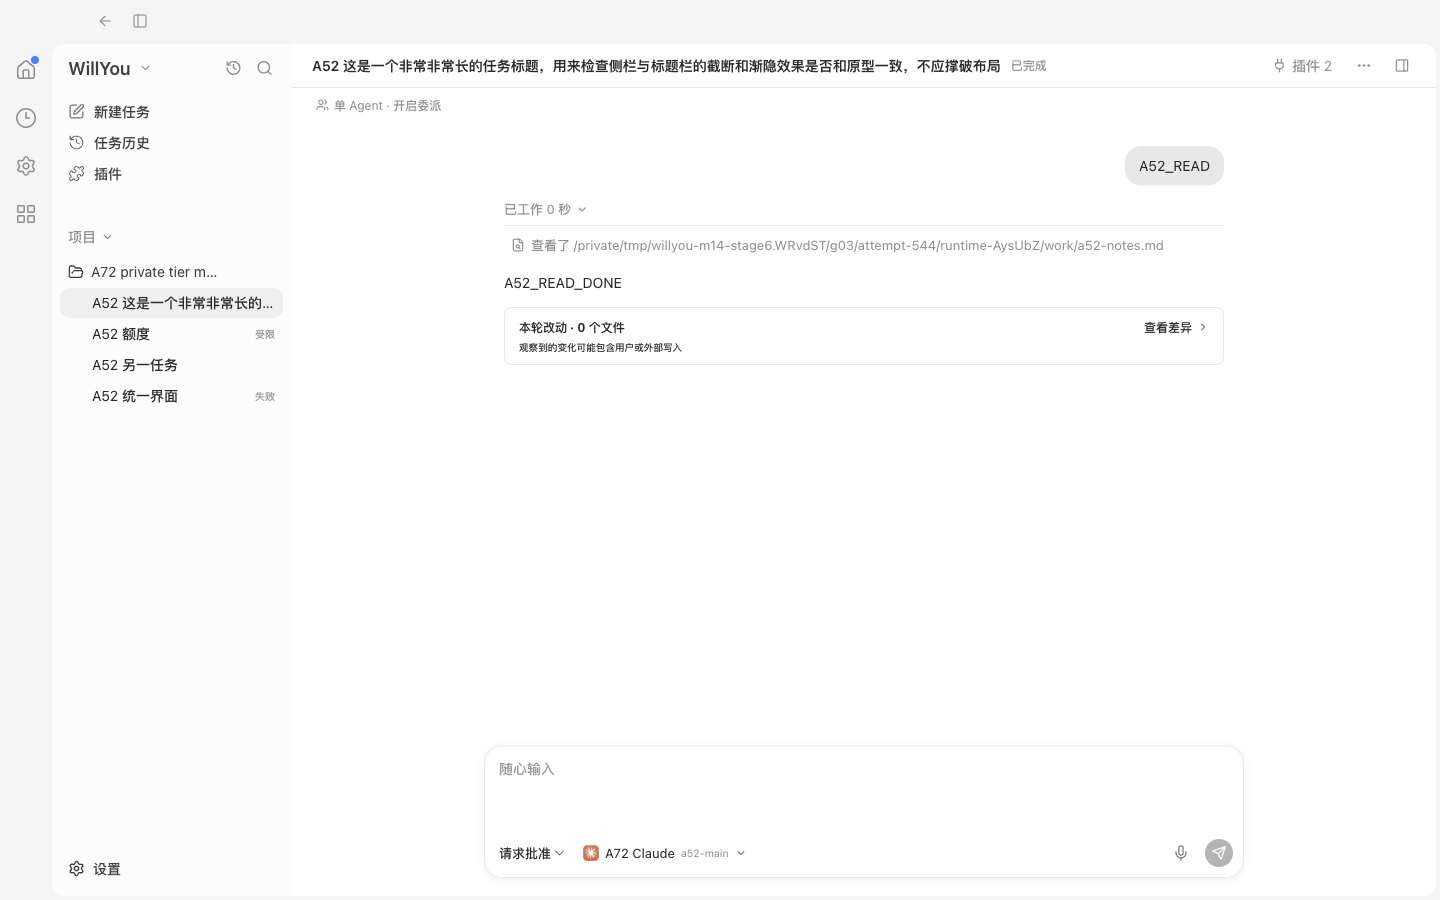 WillYou
新建任务
任务历史
插件
项目
A72 private tier m...
A52 这是一个非常非常长的...
A52 额度 受限
A52 另一任务
A52 统一界面 失败
设置
A52 这是一个非常非常长的任务标题，用来检查侧栏与标题栏的截断和渐隐效果是否和原型一致，不应撑破布局 已完成
插件 2
单 Agent · 开启委派
A52_READ
已工作 0 秒
查看了 /private/tmp/willyou-m14-stage6.WRvdST/g03/attempt-544/runtime-AysUbZ/work/a52-notes.md
A52_READ_DONE
本轮改动 · 0 个文件 查看差异
观察到的变化可能包含用户或外部写入
随心输入
请求批准 A72 Claude a52-main